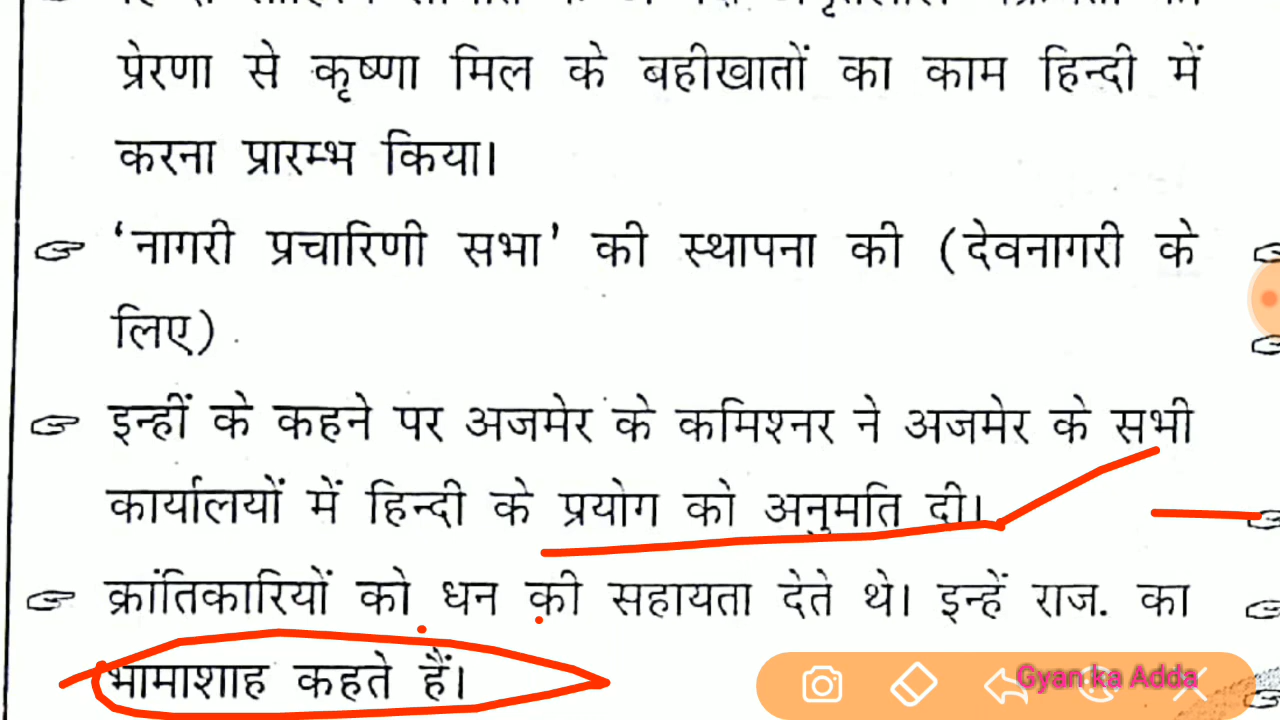 प्रेरणा से कृष्णा मिल के बहीखातों का काम हिन्दी में
करना प्रारम्भ किया।
☞ ‘नागरी प्रचारिणी सभा’ की स्थापना की (देवनागरी के
लिए)
☞ इन्हीं के कहने पर अजमेर के कमिश्नर ने अजमेर के सभी
कार्यालयों में हिन्दी के प्रयोग को अनुमति दी।
☞ क्रांतिकारियों को धन की सहायता देते थे। इन्हें राज. का
भामाशाह कहते हैं।
Gyan ka Adda